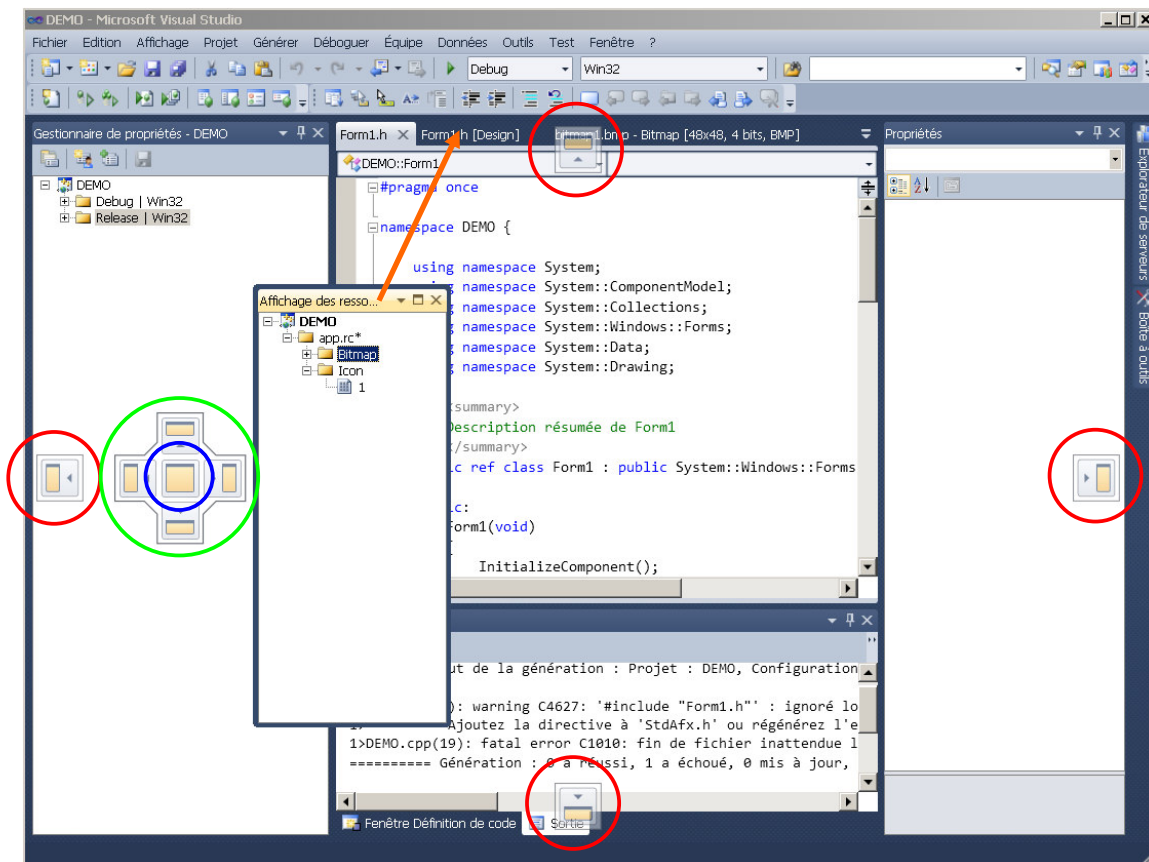 DEMO - Microsoft Visual Studio
Fichier Edition Affichage Projet Générer Déboguer Équipe Données Outils Test Fenêtre ?
Debug Win32
Gestionnaire de propriétés - DEMO
DEMO
Debug | Win32
Release | Win32
Form1.h Form1.h [Design] bitmap1.bmp - Bitmap [48x48, 4 bits, BMP]
DEMO::Form1
#pragma once
namespace DEMO {
using namespace System;
namespace System::ComponentModel;
namespace System::Collections;
namespace System::Windows::Forms;
namespace System::Data;
namespace System::Drawing;
<summary>
Description résumée de Form1
</summary>
ref class Form1 : public System::Windows::Forms
Form1(void)
{
InitializeComponent();
Affichage des resso...
DEMO
app.rc*
Bitmap
Icon
1
de la génération : Projet : DEMO, Configuration
): warning C4627: '#include "Form1.h"' : ignoré lo
Ajoutez la directive à 'StdAfx.h' ou régénérez l'e
1>DEMO.cpp(19): fatal error C1010: fin de fichier inattendue l
========== Génération : 0 a réussi, 1 a échoué, 0 mis à jour,
Fenêtre Définition de code Sortie
Propriétés
Explorateur de serveurs
Boîte à outils